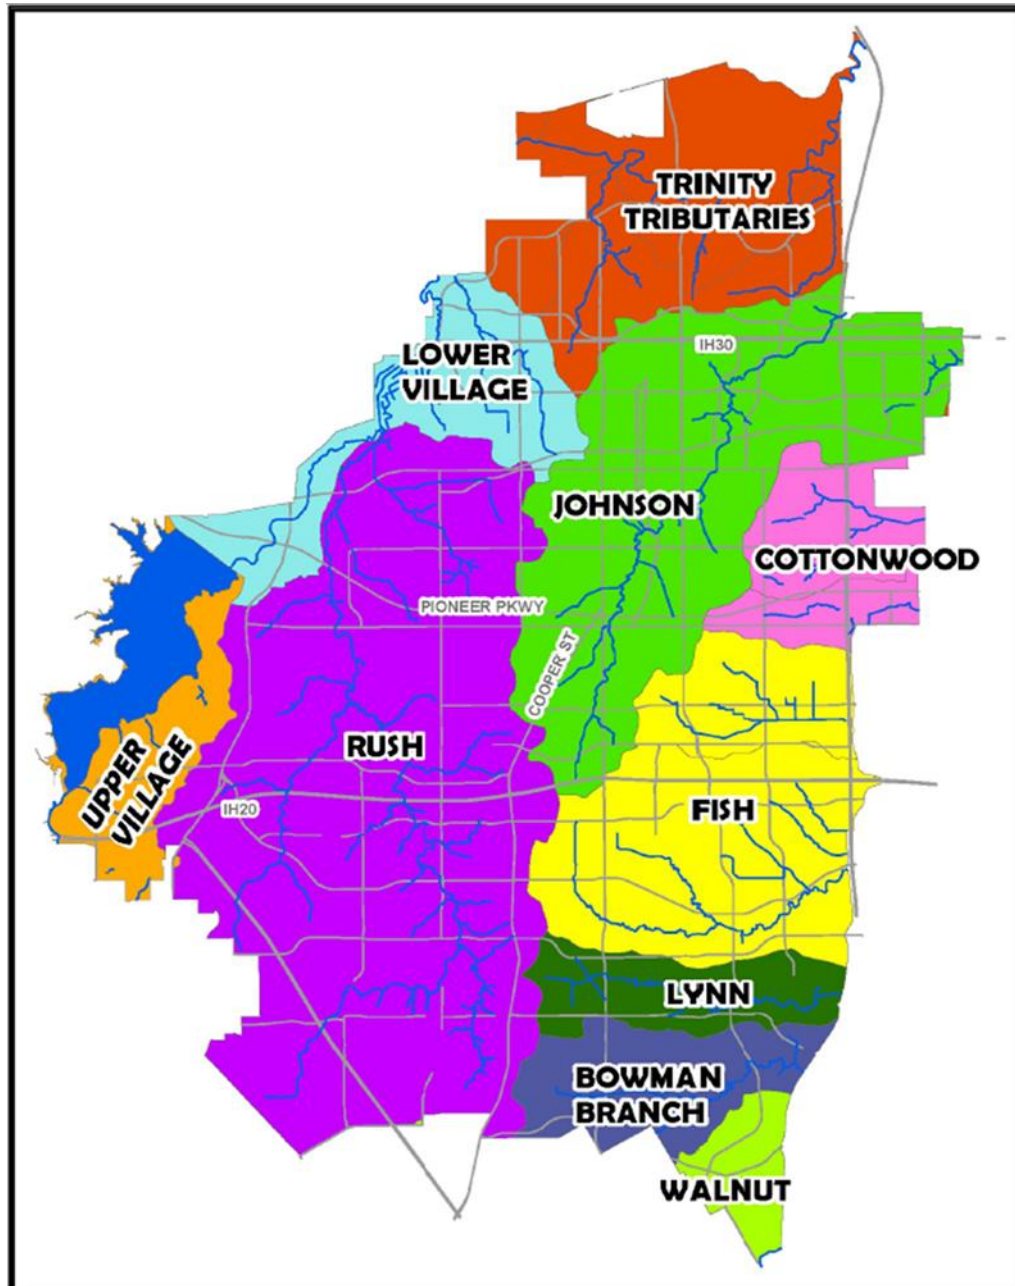 TRINITY
TRIBUTARIES
IH30
LOWER
VILLAGE
JOHNSON
COTTONWOOD
PIONEER PKWY
COOPER ST
RUSH
UPPER
VILLAGE
IH20
FISH
LYNN
BOWMAN
BRANCH
WALNUT